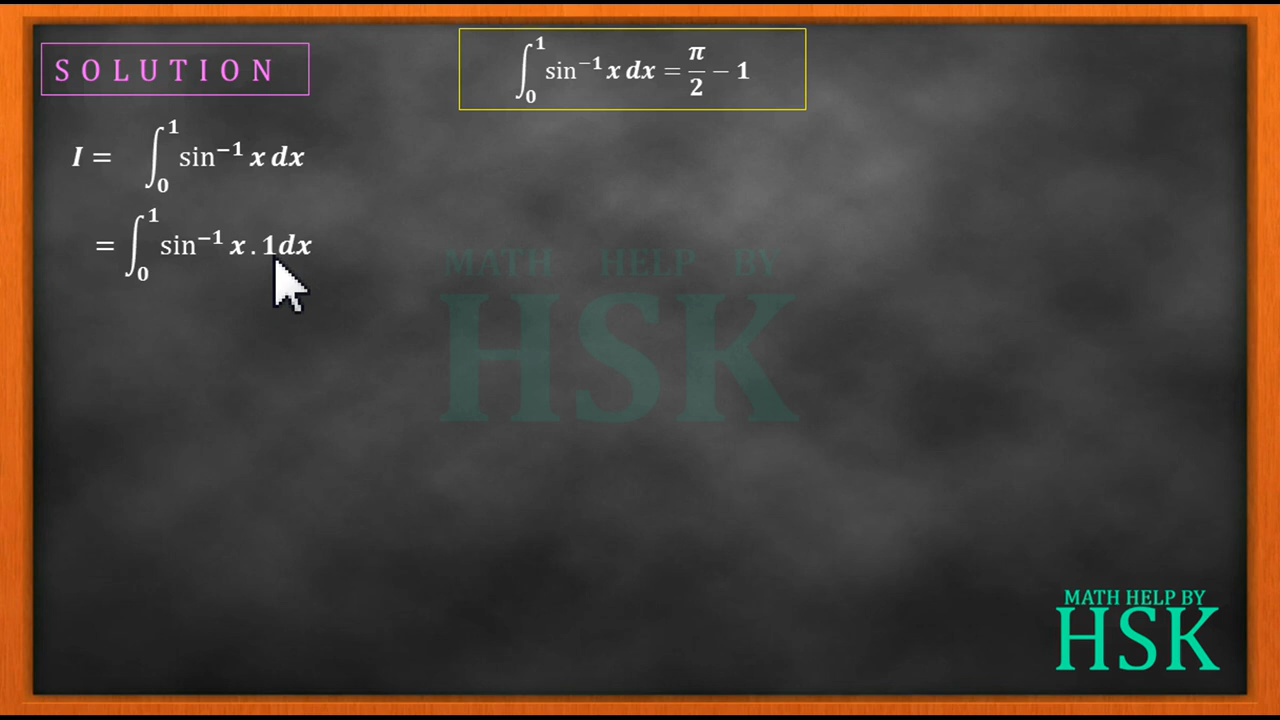 SOLUTION
∫₀¹ sin⁻¹ x dx = π/2 − 1
I = ∫₀¹ sin⁻¹ x dx
= ∫₀¹ sin⁻¹ x . 1dx
MATH HELP BY
HSK
MATH HELP BY
HSK